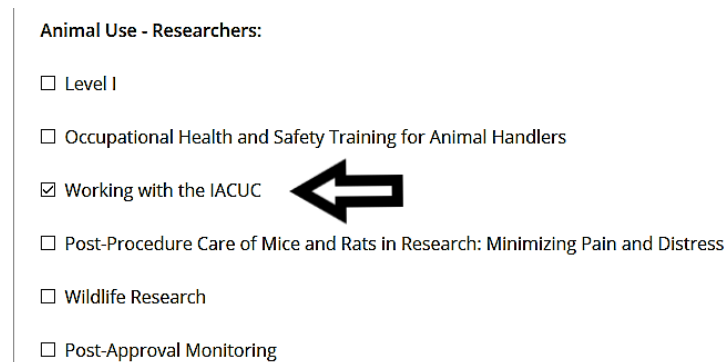 Animal Use - Researchers:
Level I
Occupational Health and Safety Training for Animal Handlers
Working with the IACUC
Post-Procedure Care of Mice and Rats in Research: Minimizing Pain and Distress
Wildlife Research
Post-Approval Monitoring